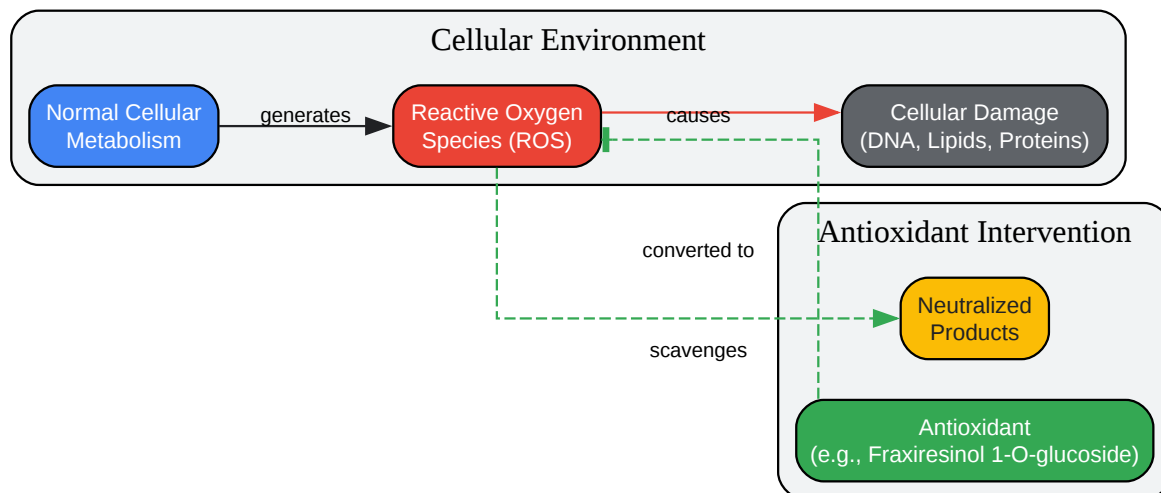 Cellular Environment
Normal Cellular
Metabolism
generates
Reactive Oxygen
Species (ROS)
causes
Cellular Damage
(DNA, Lipids, Proteins)
Antioxidant Intervention
converted to
Neutralized
Products
scavenges
Antioxidant
(e.g., Fraxiresinol 1-O-glucoside)